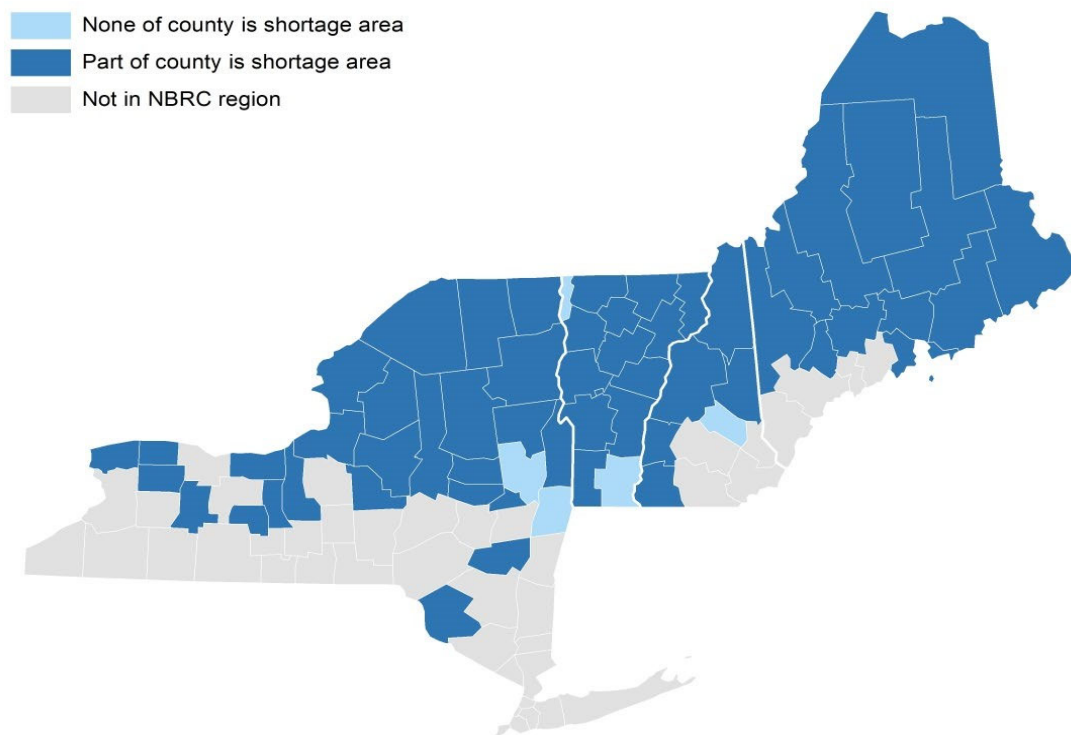 None of county is shortage area
Part of county is shortage area
Not in NBRC region